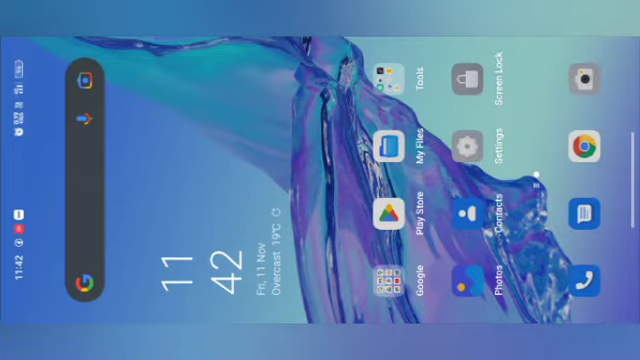 11:42
11
42
Fri, 11 Nov
Overcast 19°C
Google
Play Store
My Files
Tools
Photos
Contacts
Settings
Screen Lock